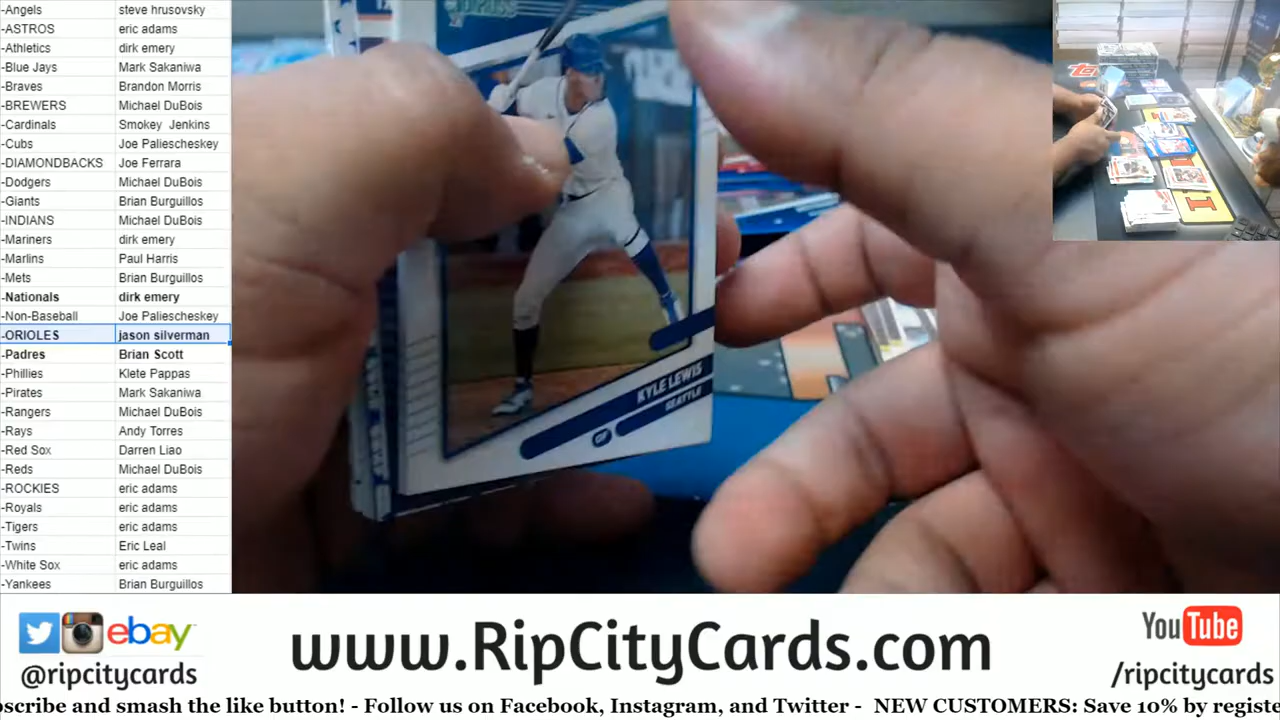 -Angels steve hrusovsky
-ASTROS eric adams
-Athletics dirk emery
-Blue Jays Mark Sakaniwa
-Braves Brandon Morris
-BREWERS Michael DuBois
-Cardinals Smokey Jenkins
-Cubs Joe Paliescheskey
-DIAMONDBACKS Joe Ferrara
-Dodgers Michael DuBois
-Giants Brian Burguillos
-INDIANS Michael DuBois
-Mariners dirk emery
-Marlins Paul Harris
-Mets Brian Burguillos
-Nationals dirk emery
-Non-Baseball Joe Paliescheskey
-ORIOLES jason silverman
-Padres Brian Scott
-Phillies Klete Pappas
-Pirates Mark Sakaniwa
-Rangers Michael DuBois
-Rays Andy Torres
-Red Sox Darren Liao
-Reds Michael DuBois
-ROCKIES eric adams
-Royals eric adams
-Tigers eric adams
-Twins Eric Leal
-White Sox eric adams
-Yankees Brian Burguillos
KYLE LEWIS
SEATTLE
OF
Topps
ebay
@ripcitycards
www.RipCityCards.com
YouTube
/ripcitycards
bscribe and smash the like button! - Follow us on Facebook, Instagram, and Twitter - NEW CUSTOMERS: Save 10% by registe